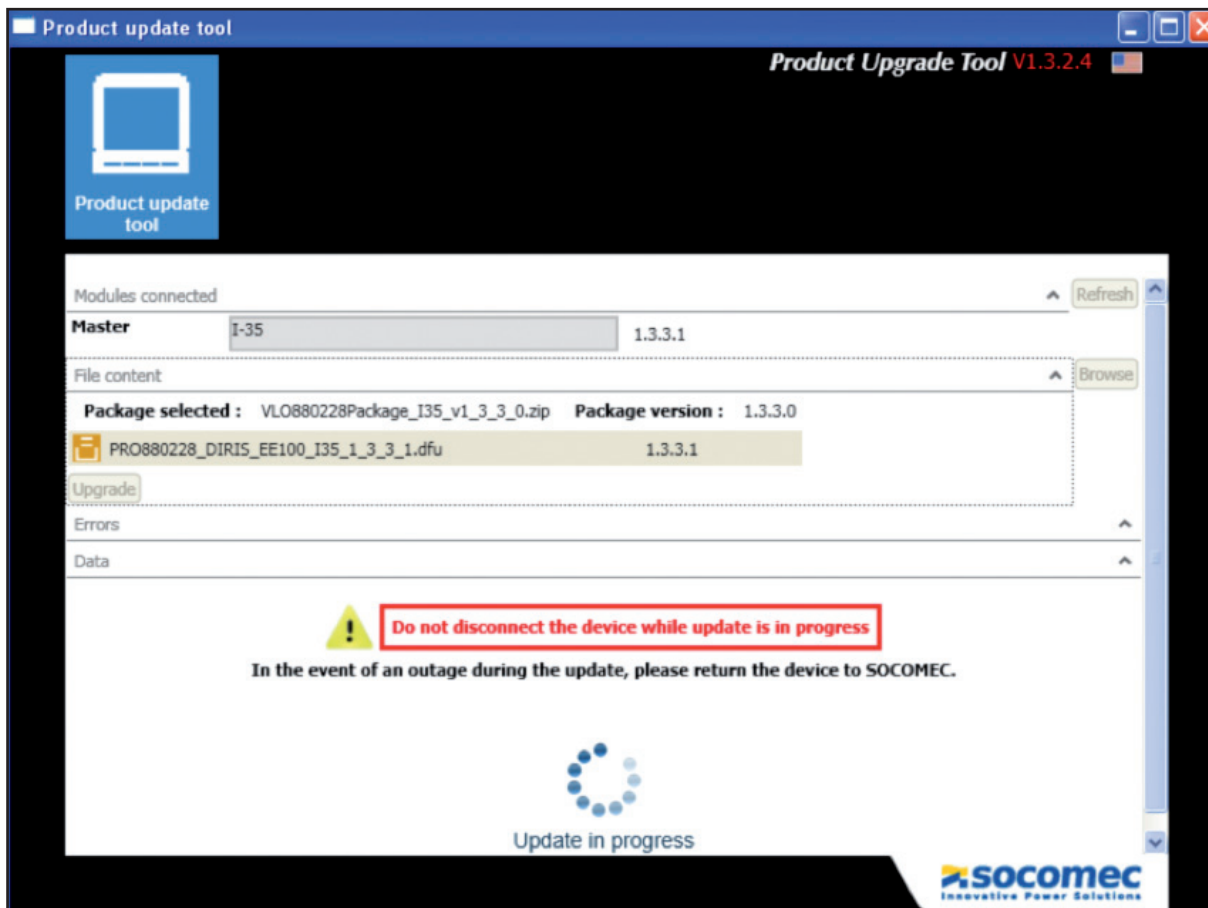 Product update tool
Product Upgrade Tool V1.3.2.4
Product update
tool
Modules connected
Refresh
Master I-35 1.3.3.1
File content
Browse
Package selected : VLO880228Package_I35_v1_3_3_0.zip Package version : 1.3.3.0
PRO880228_DIRIS_EE100_I35_1_3_3_1.dfu 1.3.3.1
Upgrade
Errors
Data
Do not disconnect the device while update is in progress
In the event of an outage during the update, please return the device to SOCOMEC.
Update in progress
socomec
Innovative Power Solutions